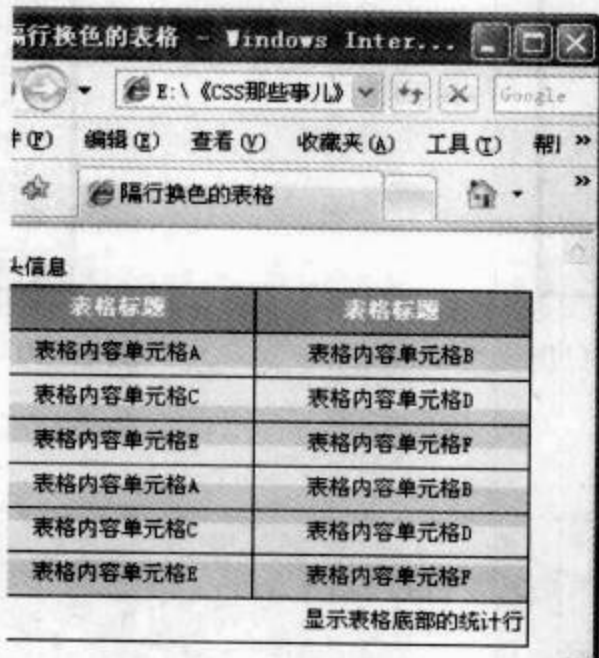 隔行换色的表格 - Windows Inter...
E:\《CSS那些事儿》 Google
件(F) 编辑(E) 查看(V) 收藏夹(A) 工具(T) 帮 »
隔行换色的表格 »
头信息
表格标题 表格标题
表格内容单元格A 表格内容单元格B
表格内容单元格C 表格内容单元格D
表格内容单元格E 表格内容单元格F
表格内容单元格A 表格内容单元格B
表格内容单元格C 表格内容单元格D
表格内容单元格E 表格内容单元格F
显示表格底部的统计行